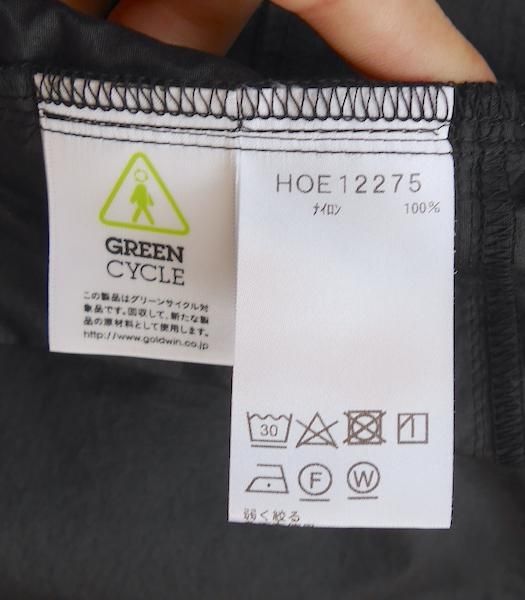 GREEN
CYCLE
この製品はグリーンサイクル対
象品です。回収して、新たな製
品の原材料として使用します。
http://www.goldwin.co.jp
HOE12275
ナイロン 100%
30
F W
弱く絞る